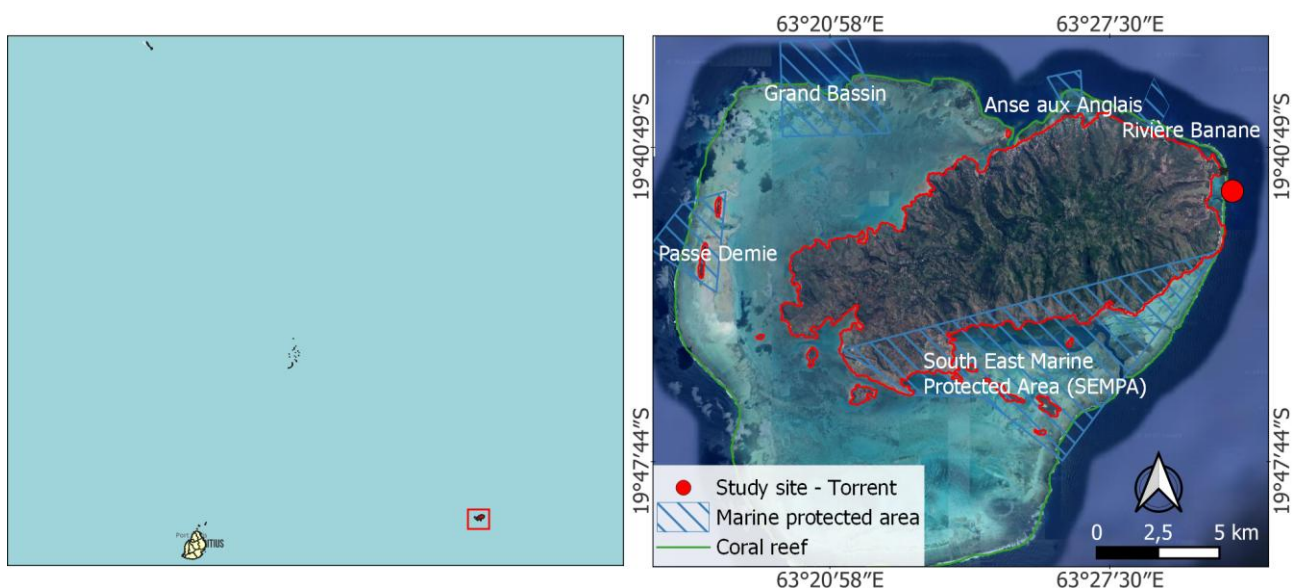 63°20′58″E 63°27′30″E
Grand Bassin
Anse aux Anglais
Rivière Banane
19°40′49″S 19°40′49″S
Passe Demie
South East Marine
Protected Area (SEMPA)
19°47′44″S 19°47′44″S
Study site - Torrent
Marine protected area
Coral reef
0 2,5 5 km
Port
ITIUS
63°20′58″E 63°27′30″E